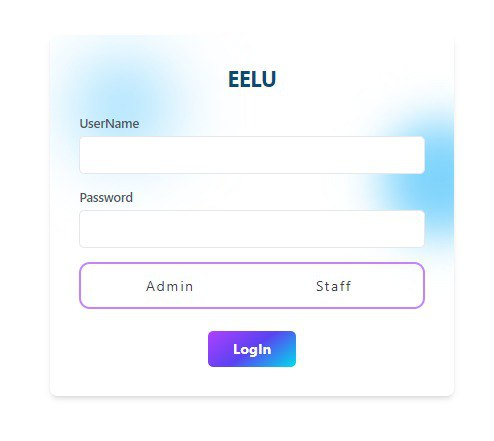 EELU
UserName
Password
Admin Staff
LogIn